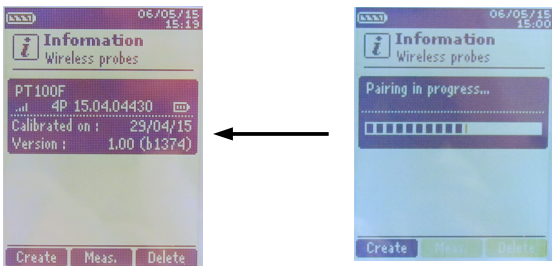 06/05/15
15:19
i Information
Wireless probes
PT100F
4P 15.04.04430
Calibrated on : 29/04/15
Version : 1.00 (b1374)
Create Meas. Delete
06/05/15
15:00
i Information
Wireless probes
Pairing in progress...
Create Meas. Delete